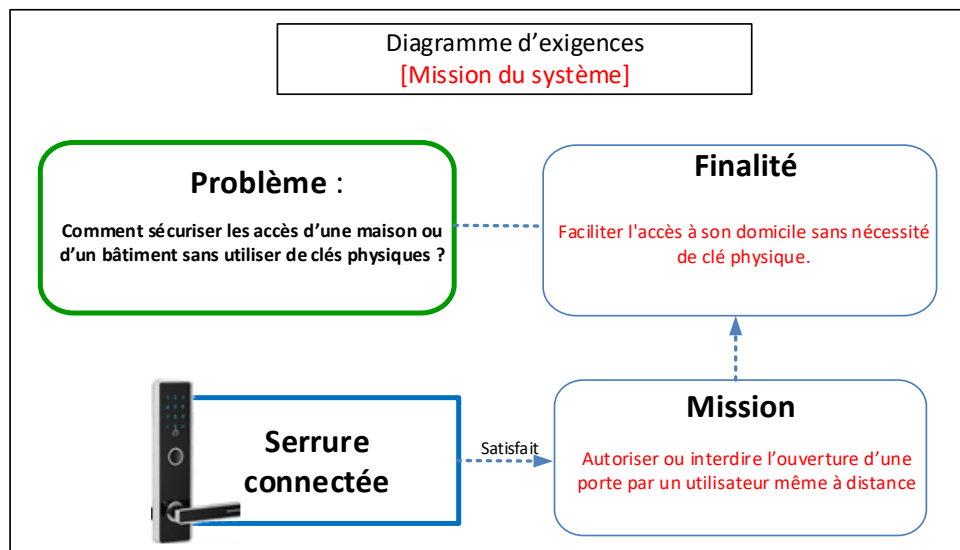 Diagramme d’exigences
[Mission du système]
Problème :
Comment sécuriser les accès d’une maison ou
d’un bâtiment sans utiliser de clés physiques ?
Finalité
Faciliter l'accès à son domicile sans nécessité
de clé physique.
Serrure
connectée
Satisfait
Mission
Autoriser ou interdire l’ouverture d’une
porte par un utilisateur même à distance